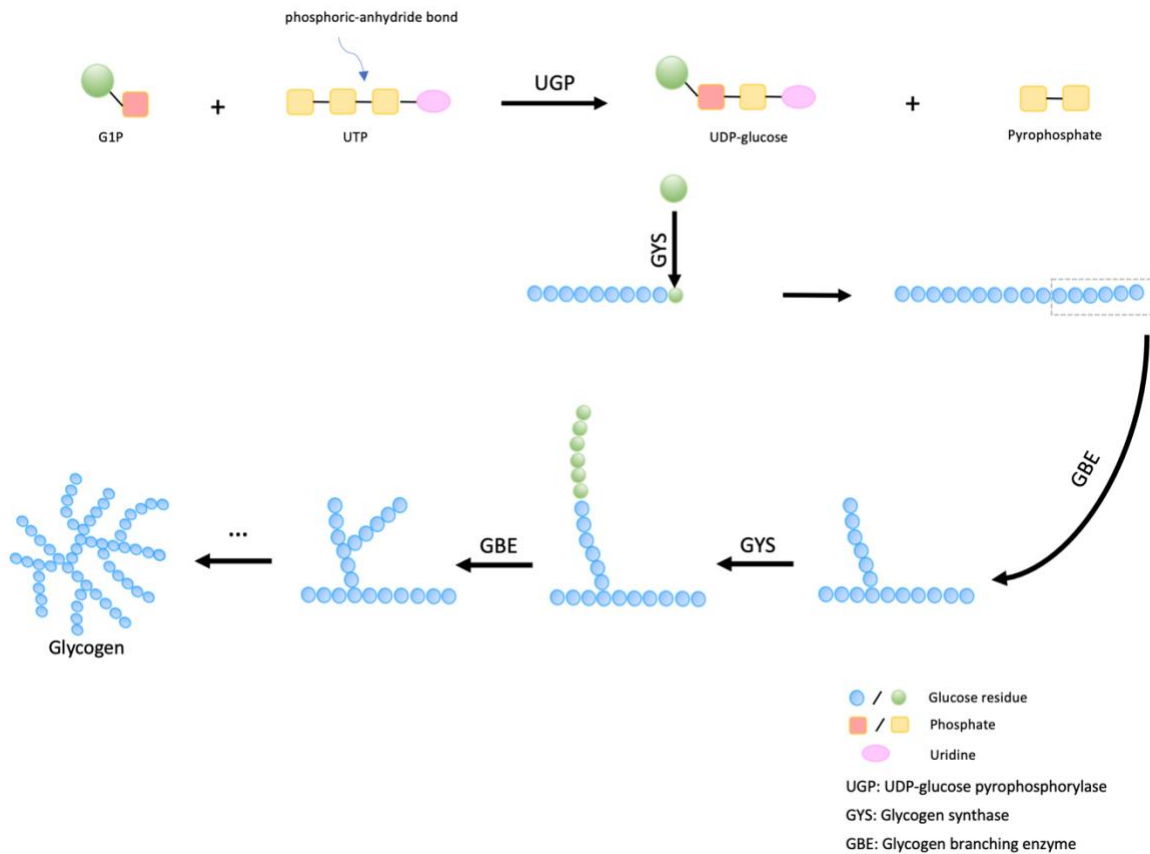 phosphoric-anhydride bond
UGP
+
+
G1P
UTP
UDP-glucose
Pyrophosphate
GYS
GBE
...
GBE
GYS
Glycogen
/ Glucose residue
/ Phosphate
Uridine
UGP: UDP-glucose pyrophosphorylase
GYS: Glycogen synthase
GBE: Glycogen branching enzyme